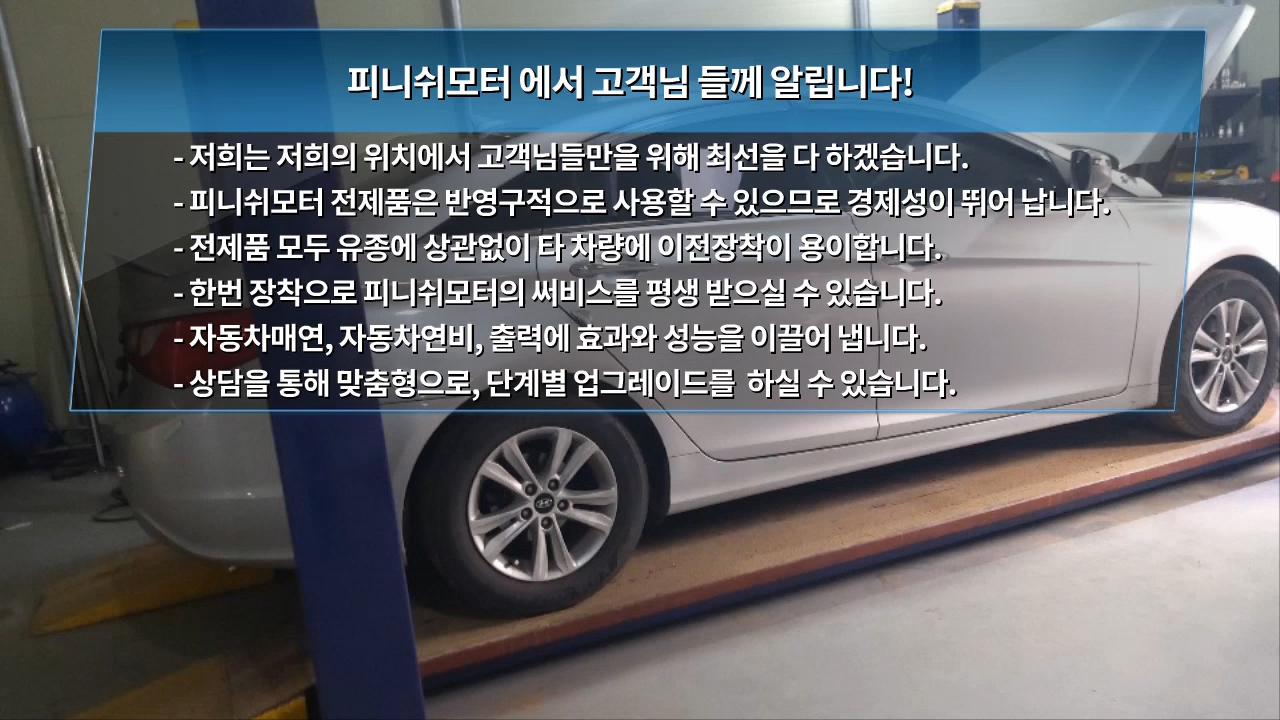 피니쉬모터 에서 고객님 들께 알립니다!
- 저희는 저희의 위치에서 고객님들만을 위해 최선을 다 하겠습니다.
- 피니쉬모터 전제품은 반영구적으로 사용할 수 있으므로 경제성이 뛰어 납니다.
- 전제품 모두 유종에 상관없이 타 차량에 이전장착이 용이합니다.
- 한번 장착으로 피니쉬모터의 써비스를 평생 받으실 수 있습니다.
- 자동차매연, 자동차연비, 출력에 효과와 성능을 이끌어 냅니다.
- 상담을 통해 맞춤형으로, 단계별 업그레이드를  하실 수 있습니다.